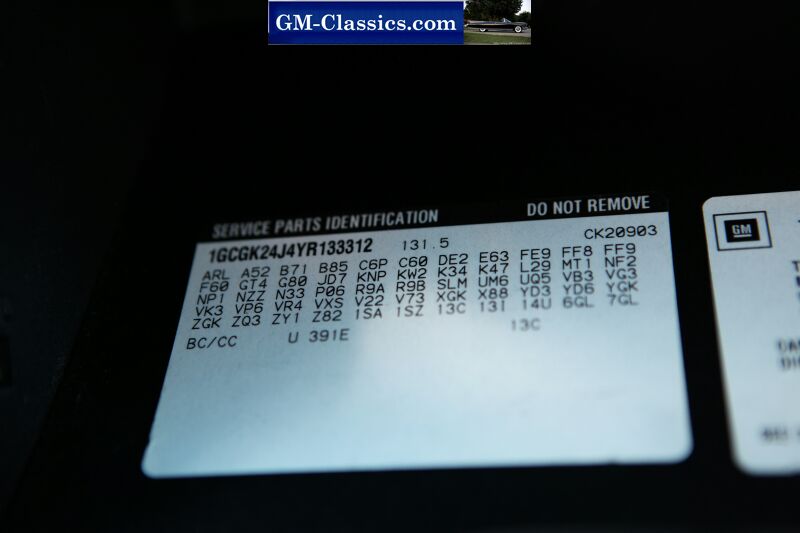 GM-Classics.com
SERVICE PARTS IDENTIFICATION DO NOT REMOVE
1GCGK24J4YR133312 131.5 CK20903
ARL A52 B71 B85 C6P C60 DE2 E63 FE9 FF8 FF9
F60 GT4 G80 JD7 KNP KW2 K34 K47 L29 MT1 NF2
NP1 NZZ N33 P06 R9A R9B SLM UM6 UQ5 VB3 VG3
VK3 VP6 VR4 VXS V22 V73 XGK X88 YD3 YD6 YGK
ZGK ZQ3 ZY1 Z82 1SA 1SZ 13C 13I 14U 6GL 7GL
BC/CC U 391E 13C
GM